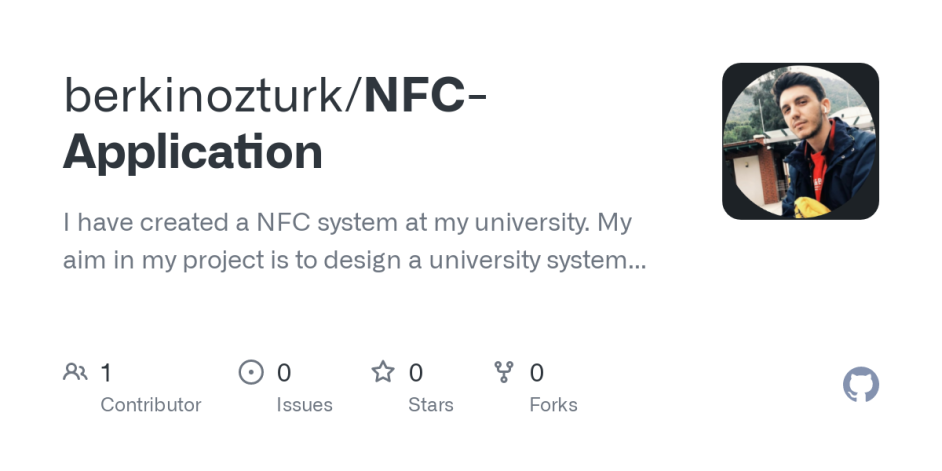 berkinozturk/NFC-
Application
I have created a NFC system at my university. My
aim in my project is to design a university system...
1
Contributor
0
Issues
0
Stars
0
Forks